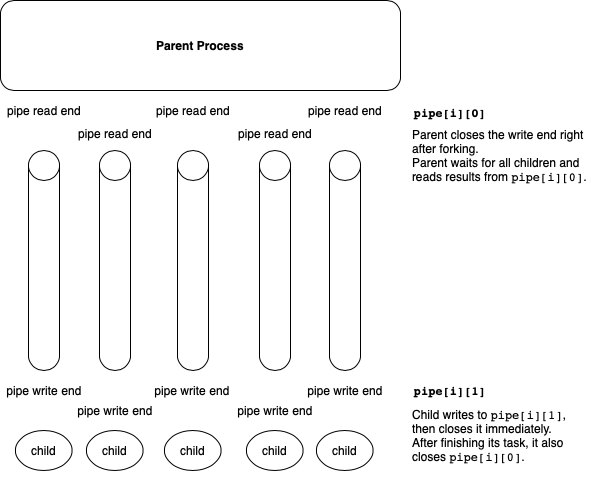 Parent Process
pipe read end
pipe read end
pipe read end
pipe read end
pipe read end
pipe[i][0]
Parent closes the write end right
after forking.
Parent waits for all children and
reads results from pipe[i][0].
pipe write end
pipe write end
pipe write end
pipe write end
pipe write end
pipe[i][1]
Child writes to pipe[i][1],
then closes it immediately.
After finishing its task, it also
closes pipe[i][0].
child
child
child
child
child